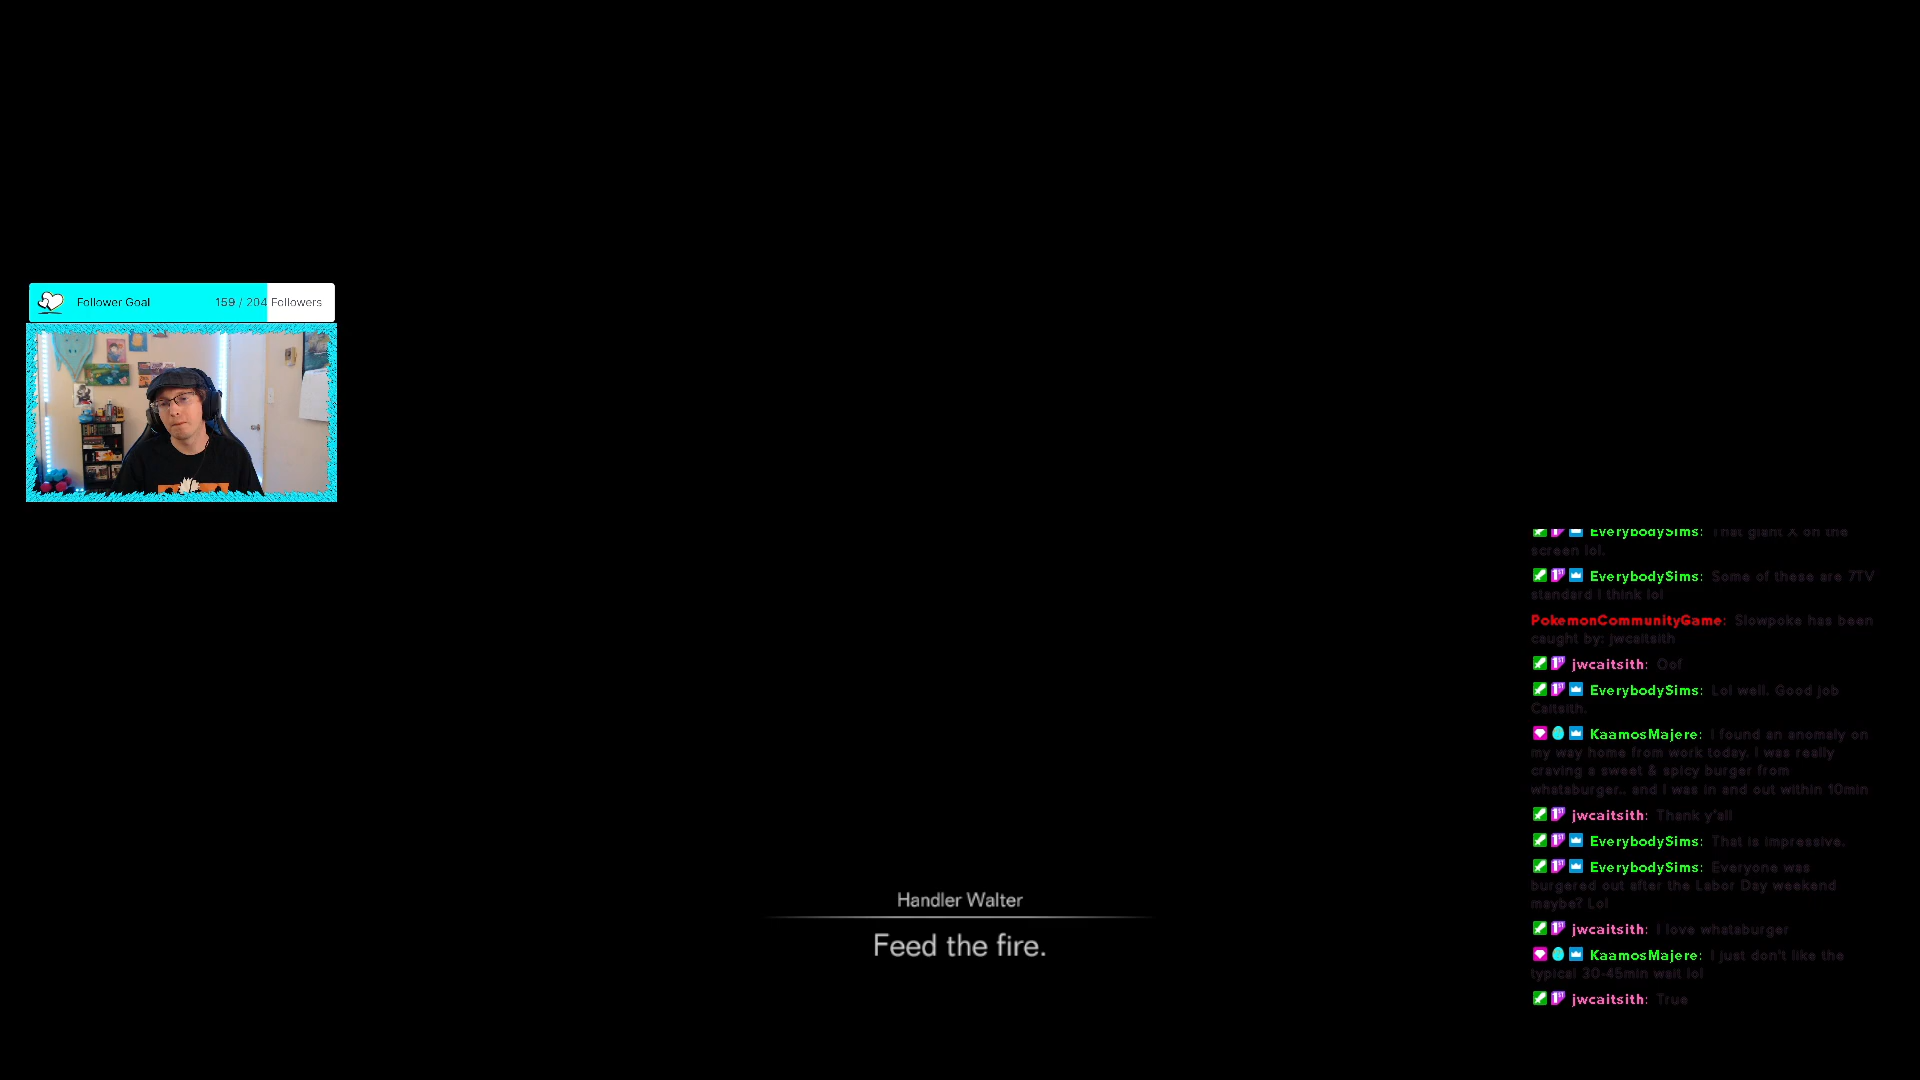 Follower Goal 159 / 204 Followers
EverybodySims: That giant X on the
screen lol.
EverybodySims: Some of these are 7TV
standard I think lol
PokemonCommunityGame: Slowpoke has been
caught by: jwcaitsith
jwcaitsith: Oof
EverybodySims: Lol well. Good job
Caitsith.
KaamosMajere: I found an anomaly on
my way home from work today. I was really
craving a sweet & spicy burger from
whataburger.. and I was in and out within 10min
jwcaitsith: Thank y'all
EverybodySims: That is impressive.
EverybodySims: Everyone was
burgered out after the Labor Day weekend
maybe? Lol
jwcaitsith: I love whataburger
KaamosMajere: I just don't like the
typical 30-45min wait lol
jwcaitsith: True
Handler Walter
Feed the fire.